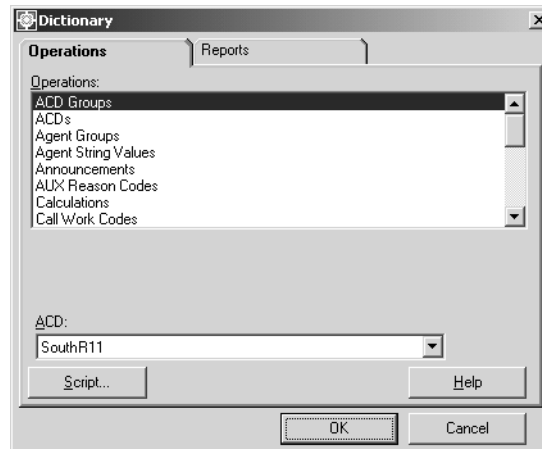 Dictionary
Operations
Reports
Operations:
ACD Groups
ACDs
Agent Groups
Agent String Values
Announcements
AUX Reason Codes
Calculations
Call Work Codes
ACD:
SouthR11
Script...
Help
OK
Cancel